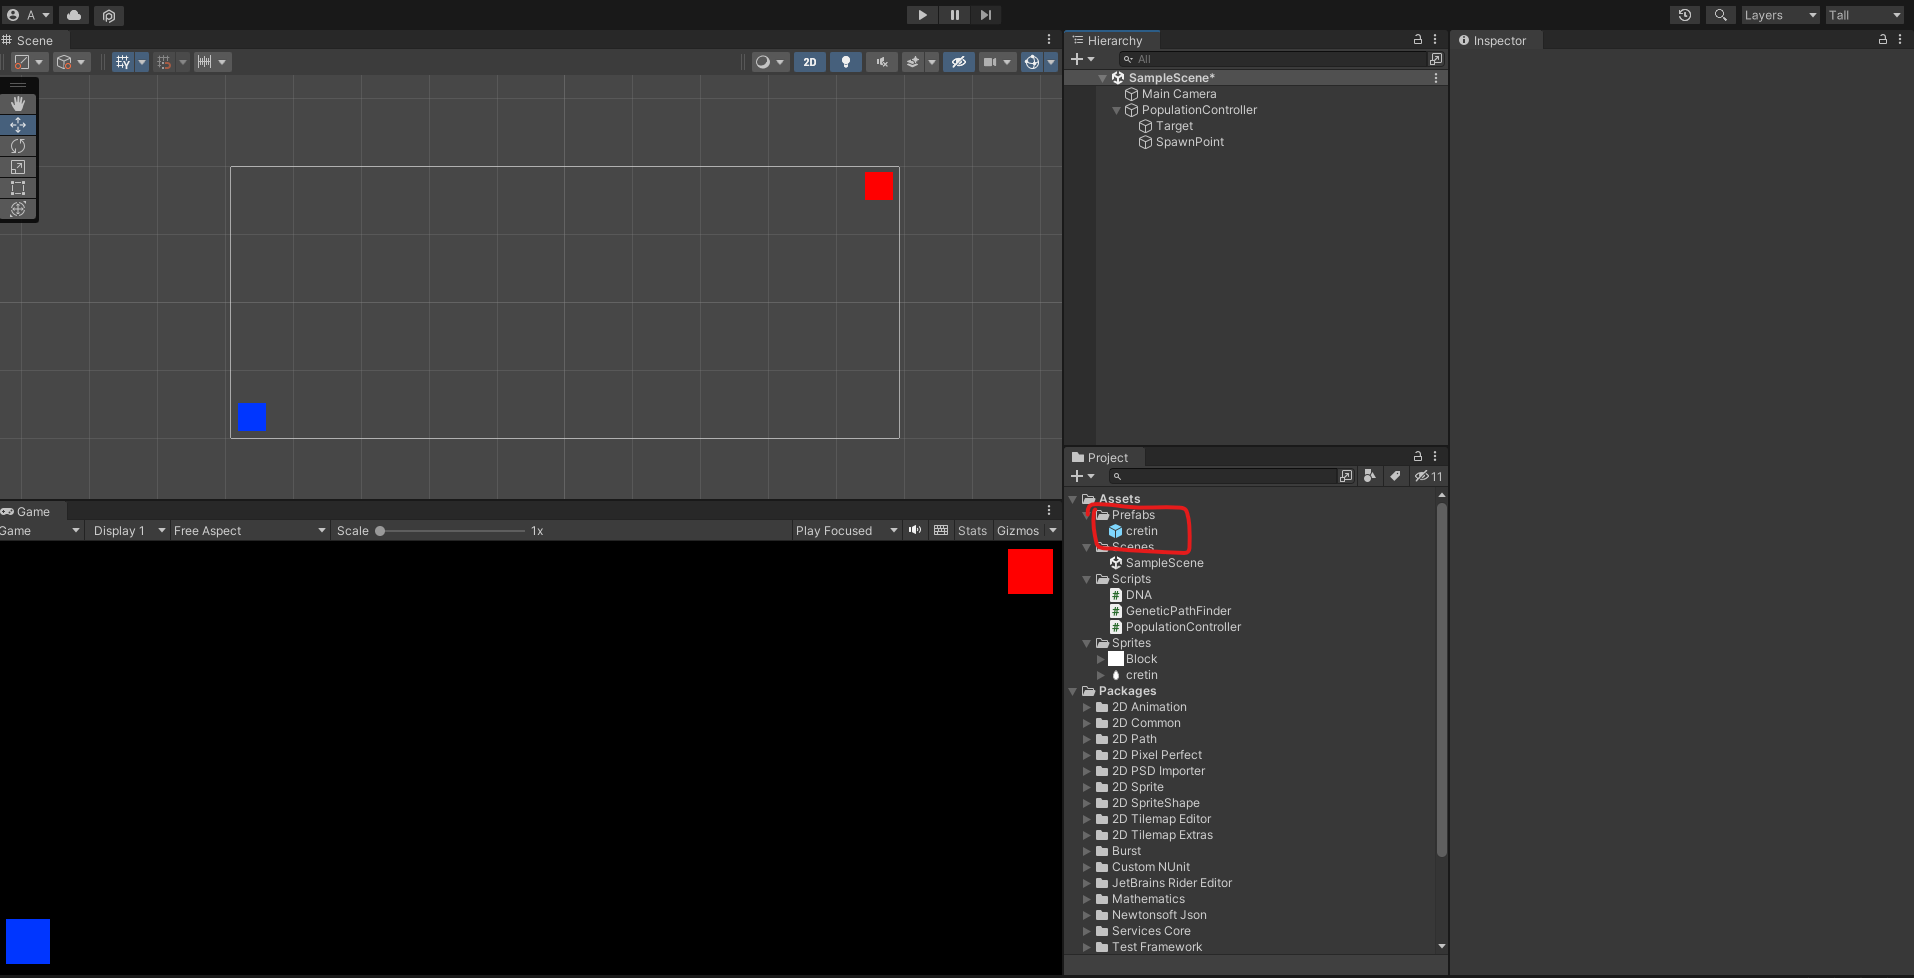 A
Layers
Tall
Scene
2D
Hierarchy
All
SampleScene*
Main Camera
PopulationController
Target
SpawnPoint
Inspector
Game
Game
Display 1
Free Aspect
Scale
1x
Play Focused
Stats
Gizmos
Project
11
Assets
Prefabs
cretin
Scenes
SampleScene
Scripts
DNA
GeneticPathFinder
PopulationController
Sprites
Block
cretin
Packages
2D Animation
2D Common
2D Path
2D Pixel Perfect
2D PSD Importer
2D Sprite
2D SpriteShape
2D Tilemap Editor
2D Tilemap Extras
Burst
Custom NUnit
JetBrains Rider Editor
Mathematics
Newtonsoft Json
Services Core
Test Framework